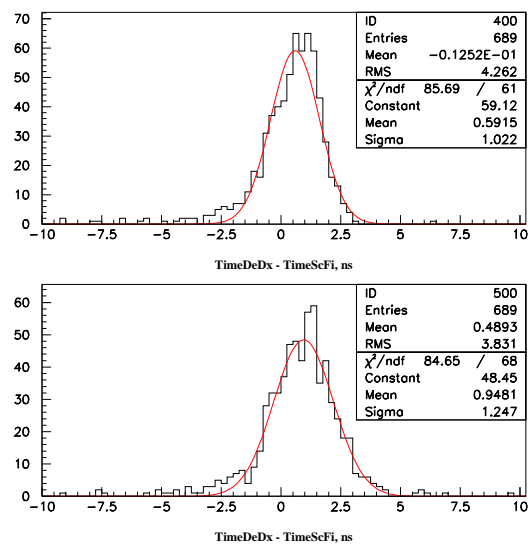 ID 400
Entries 689
Mean -0.1252E-01
RMS 4.262
χ²/ndf 85.69 / 61
Constant 59.12
Mean 0.5915
Sigma 1.022
70
60
50
40
30
20
10
0
-10 -7.5 -5 -2.5 0 2.5 5 7.5 10
TimeDeDx - TimeScFi, ns
ID 500
Entries 689
Mean 0.4893
RMS 3.831
χ²/ndf 84.65 / 68
Constant 48.45
Mean 0.9481
Sigma 1.247
60
50
40
30
20
10
0
-10 -7.5 -5 -2.5 0 2.5 5 7.5 10
TimeDeDx - TimeScFi, ns